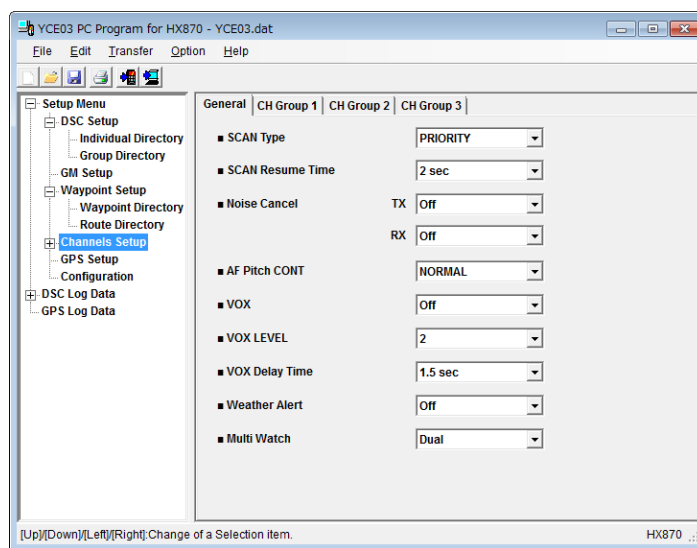 YCE03 PC Program for HX870 - YCE03.dat
File Edit Transfer Option Help
Setup Menu
DSC Setup
Individual Directory
Group Directory
GM Setup
Waypoint Setup
Waypoint Directory
Route Directory
Channels Setup
GPS Setup
Configuration
DSC Log Data
GPS Log Data
General CH Group 1 CH Group 2 CH Group 3
SCAN Type PRIORITY
SCAN Resume Time 2 sec
Noise Cancel TX Off
RX Off
AF Pitch CONT NORMAL
VOX Off
VOX LEVEL 2
VOX Delay Time 1.5 sec
Weather Alert Off
Multi Watch Dual
[Up]/[Down]/[Left]/[Right]:Change of a Selection item. HX870